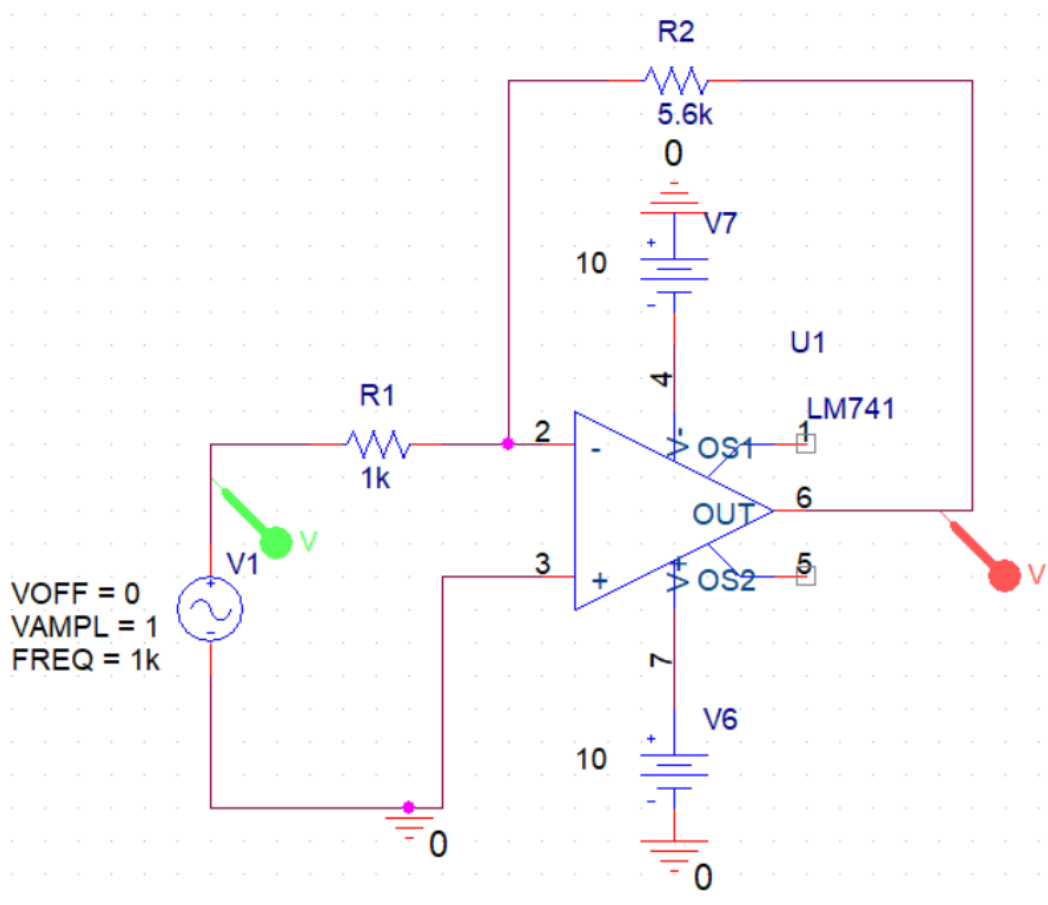 R2
5.6k
0
V7
+
10
-
U1
4
LM741
R1
1k
2
-
V-
OS1
1
6
OUT
V
V1
+
-
VOFF = 0
VAMPL = 1
FREQ = 1k
3
+
V+
OS2
5
V
7
V6
+
10
-
0
0